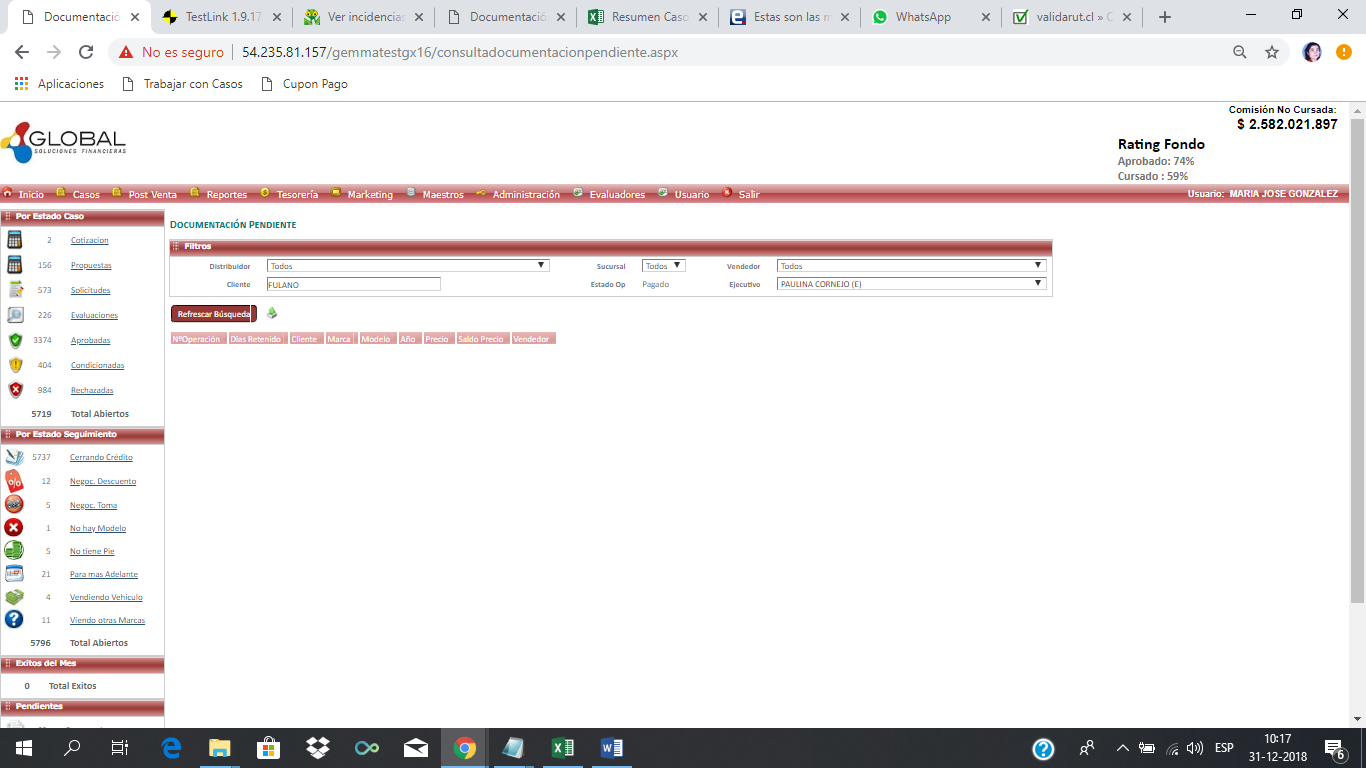 Documentació
TestLink 1.9.17
Ver incidencias
Documentació
Resumen Caso
Estas son las m
WhatsApp
validarut.cl » C
No es seguro
54.235.81.157/gemmatestgx16/consultadocumentacionpendiente.aspx
Aplicaciones
Trabajar con Casos
Cupon Pago
Comisión No Cursada:
$ 2.582.021.897
GLOBAL
SOLUCIONES FINANCIERAS
Rating Fondo
Aprobado: 74%
Cursado : 59%
Inicio Casos Post Venta Reportes Tesorería Marketing Maestros Administración Evaluadores Usuario Salir
Usuario: MARIA JOSE GONZALEZ
Por Estado Caso
2 Cotizacion
156 Propuestas
573 Solicitudes
226 Evaluaciones
3374 Aprobadas
404 Condicionadas
984 Rechazadas
5719 Total Abiertos
Por Estado Seguimiento
5737 Cerrando Crédito
12 Negoc. Descuento
5 Negoc. Toma
1 No hay Modelo
5 No tiene Pie
21 Para mas Adelante
4 Vendiendo Vehículo
11 Viendo otras Marcas
5796 Total Abiertos
Exitos del Mes
0 Total Exitos
Pendientes
DOCUMENTACIÓN PENDIENTE
Filtros
Distribuidor Todos Sucursal Todos Vendedor Todos
Cliente FULANO Estado Op Pagado Ejecutivo PAULINA CORNEJO (E)
Refrescar Búsqueda
NºOperación Días Retenido Cliente Marca Modelo Año Precio Saldo Precio Vendedor
ESP
10:17
31-12-2018
6